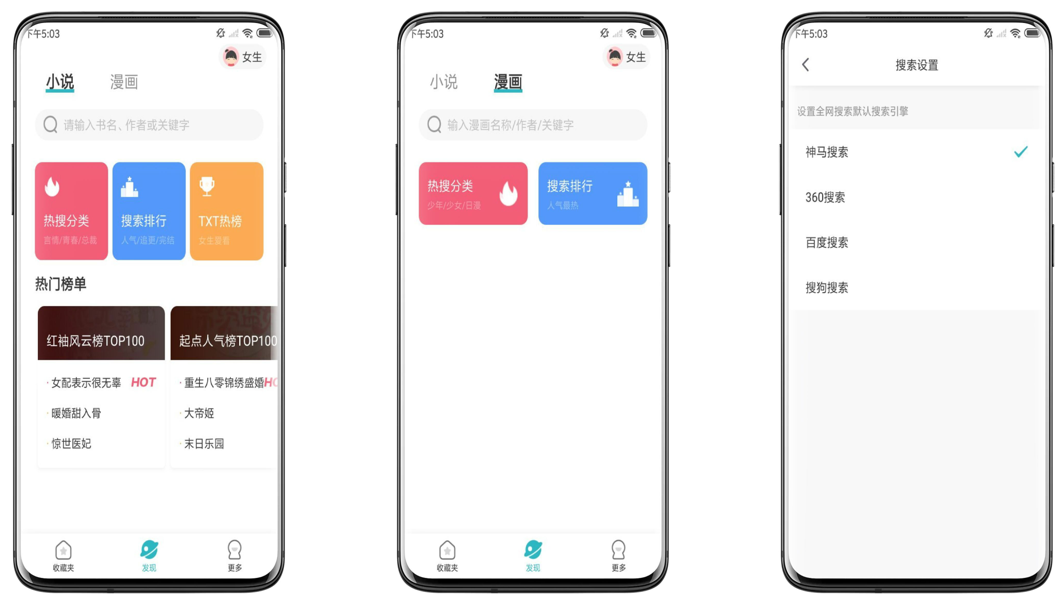 下午5:03
女生
小说
漫画
请输入书名、作者或关键字
热搜分类
搜索排行
TXT热榜
言情/青春/总裁
人气/追更/完结
女生望着
热门榜单
红袖风云榜TOP100
起点人气榜TOP100
·女配表示很无辜 HOT
·重生八零锦绣盛婚HO
·暖婚甜入骨
·大帝姬
·惊世医妃
·末日乐园
收藏夹
发现
更多
下午5:03
女生
小说
漫画
输入漫画名称/作者/关键字
热搜分类
少年/少女/日漫
搜索排行
人气最热
收藏夹
发现
更多
下午5:03
搜索设置
设置全网搜索默认搜索引擎
神马搜索
360搜索
百度搜索
搜狗搜索